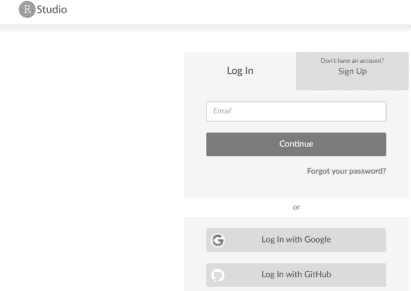 R Studio
Log In
Don't have an account?
Sign Up
Email
Continue
Forgot your password?
or
G Log In with Google
Log In with GitHub